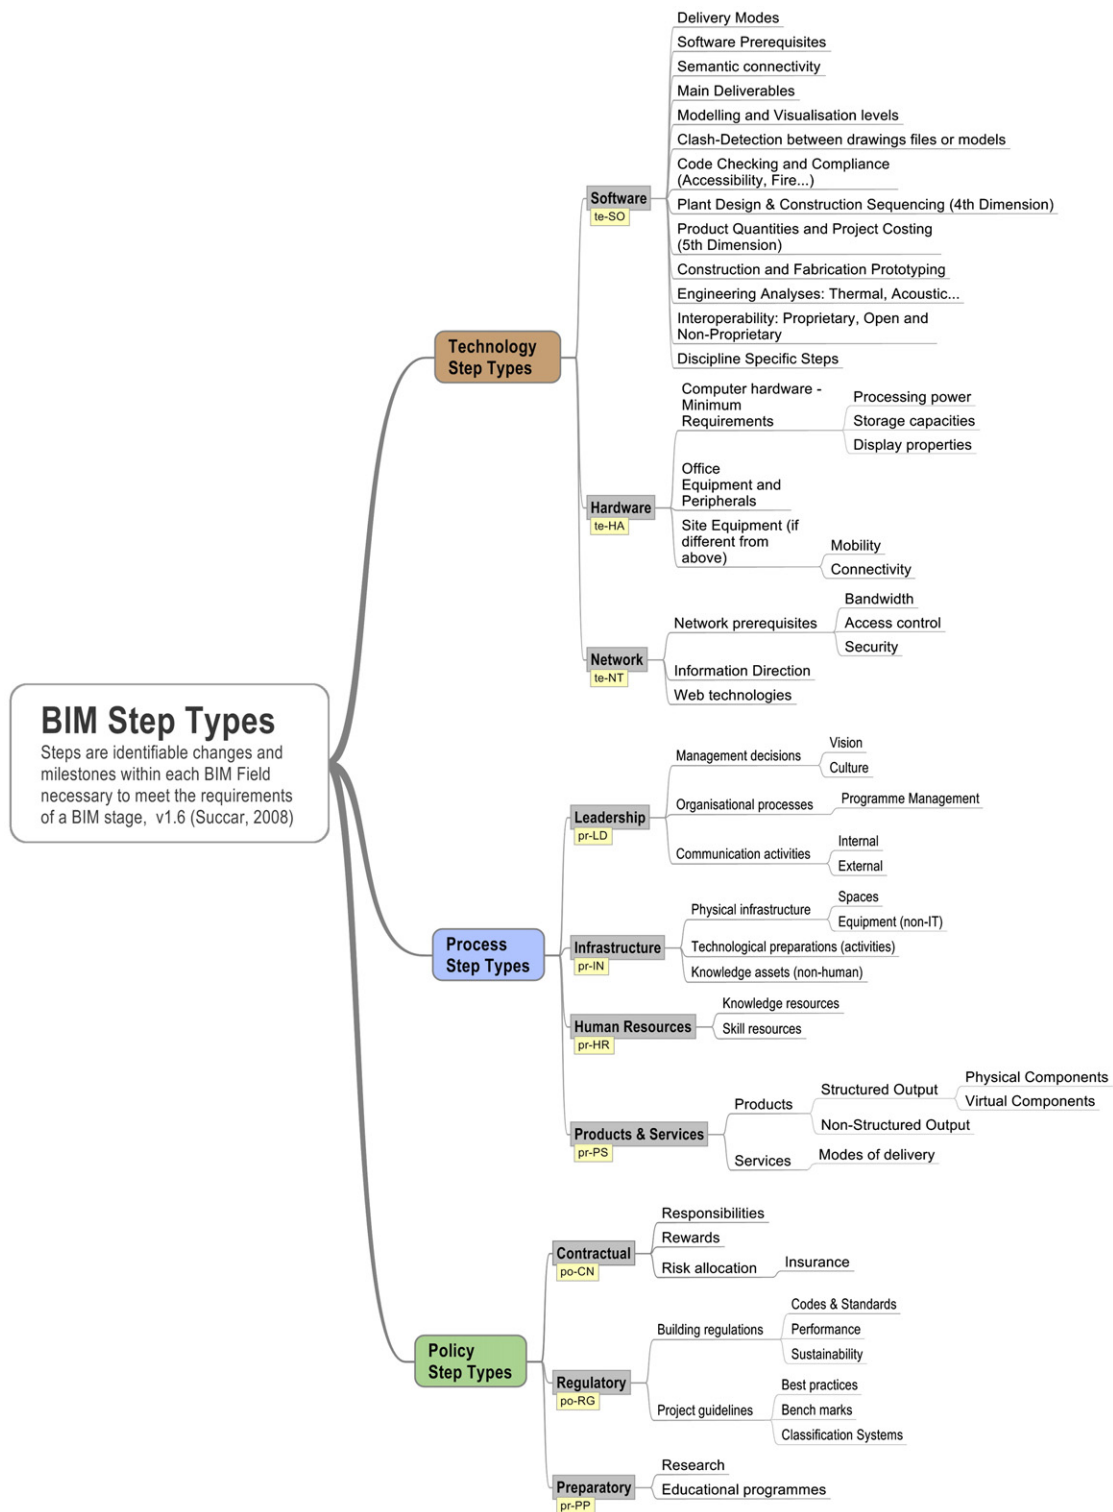 BIM Step Types
Steps are identifiable changes and
milestones within each BIM Field
necessary to meet the requirements
of a BIM stage,  v1.6 (Succar, 2008)
Technology
Step Types
Software
te-SO
Delivery Modes
Software Prerequisites
Semantic connectivity
Main Deliverables
Modelling and Visualisation levels
Clash-Detection between drawings files or models
Code Checking and Compliance
(Accessibility, Fire...)
Plant Design & Construction Sequencing (4th Dimension)
Product Quantities and Project Costing
(5th Dimension)
Construction and Fabrication Prototyping
Engineering Analyses: Thermal, Acoustic...
Interoperability: Proprietary, Open and
Non-Proprietary
Discipline Specific Steps
Hardware
te-HA
Computer hardware -
Minimum
Requirements
Processing power
Storage capacities
Display properties
Office
Equipment and
Peripherals
Site Equipment (if
different from
above)
Mobility
Connectivity
Network
te-NT
Network prerequisites
Bandwidth
Access control
Security
Information Direction
Web technologies
Process
Step Types
Leadership
pr-LD
Management decisions
Vision
Culture
Organisational processes
Programme Management
Communication activities
Internal
External
Infrastructure
pr-IN
Physical infrastructure
Spaces
Equipment (non-IT)
Technological preparations (activities)
Knowledge assets (non-human)
Human Resources
pr-HR
Knowledge resources
Skill resources
Products & Services
pr-PS
Products
Structured Output
Physical Components
Virtual Components
Non-Structured Output
Services
Modes of delivery
Policy
Step Types
Contractual
po-CN
Responsibilities
Rewards
Risk allocation
Insurance
Regulatory
po-RG
Building regulations
Codes & Standards
Performance
Sustainability
Project guidelines
Best practices
Bench marks
Classification Systems
Preparatory
pr-PP
Research
Educational programmes